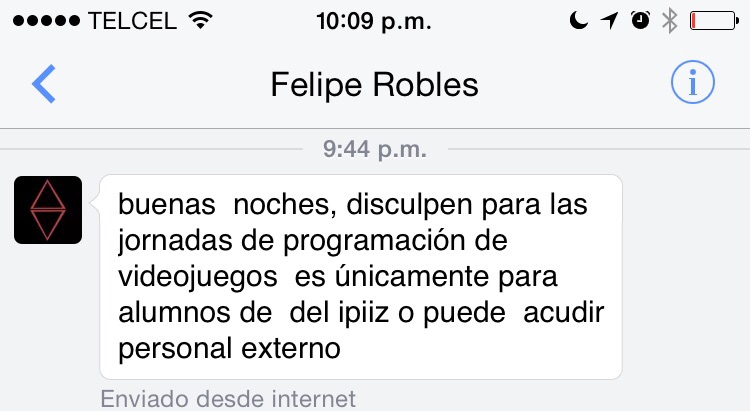 TELCEL 10:09 p.m.
Felipe Robles
9:44 p.m.
buenas  noches, disculpen para las
jornadas de programación de
videojuegos  es únicamente para
alumnos de  del ipiiz o puede  acudir
personal externo
Enviado desde internet